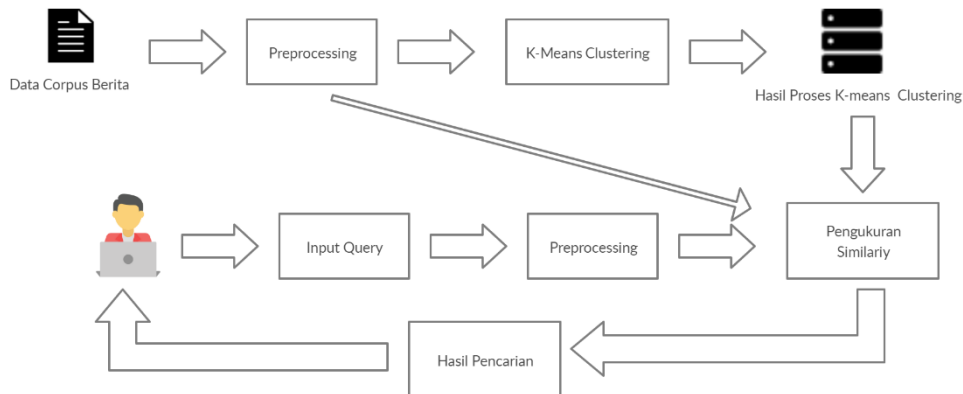 Data Corpus Berita
Preprocessing
K-Means Clustering
Hasil Proses K-means Clustering
Input Query
Preprocessing
Pengukuran
Similariy
Hasil Pencarian